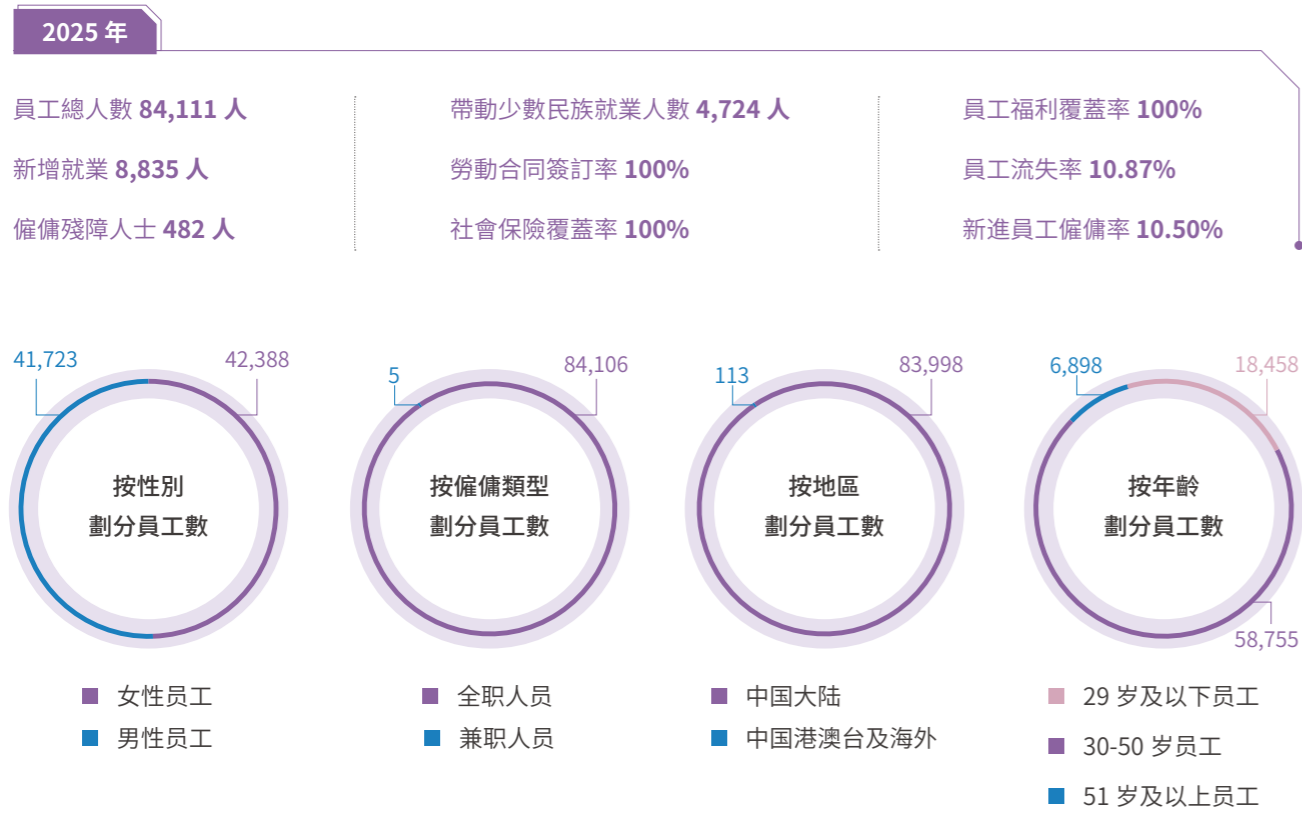 2025 年
員工總人數 84,111 人
新增就業 8,835 人
僱傭殘障人士 482 人
帶動少數民族就業人數 4,724 人
勞動合同簽訂率 100%
社會保險覆蓋率 100%
員工福利覆蓋率 100%
員工流失率 10.87%
新進員工僱傭率 10.50%
41,723
42,388
按性別
劃分員工數
女性员工
男性员工
5
84,106
按僱傭類型
劃分員工數
全职人员
兼职人员
113
83,998
按地區
劃分員工數
中国大陆
中国港澳台及海外
6,898
18,458
按年齡
劃分員工數
58,755
29 岁及以下员工
30-50 岁员工
51 岁及以上员工